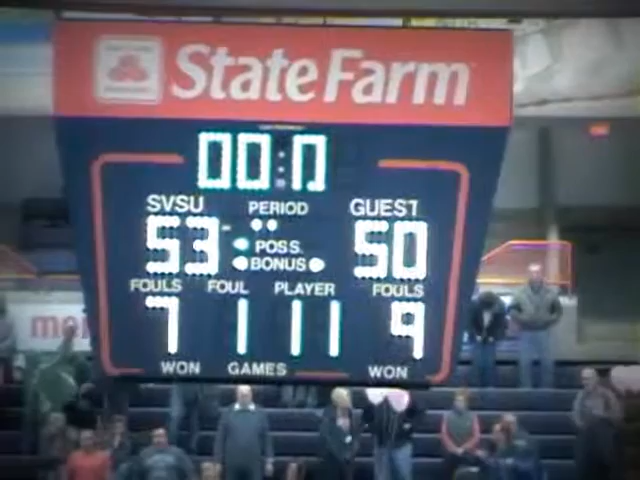 State Farm
00:0
SVSU PERIOD GUEST
53 POSS. 50
BONUS
FOULS FOUL PLAYER FOULS
7 1 11 9
WON GAMES WON